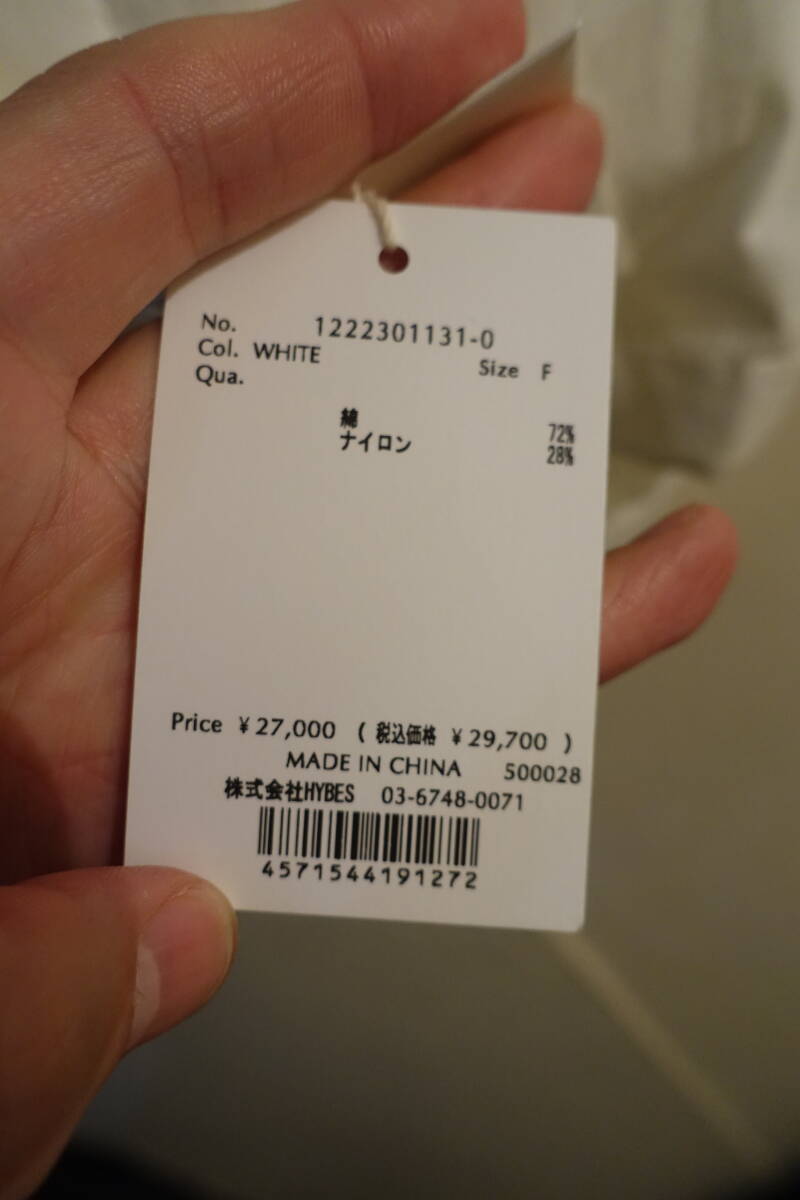 No. 1222301131-0
Col. WHITE Size F
Qua.
綿 72%
ナイロン 28%
Price ¥27,000 ( 税込価格 ¥29,700 )
MADE IN CHINA 500028
株式会社HYBES 03-6748-0071
4571544191272